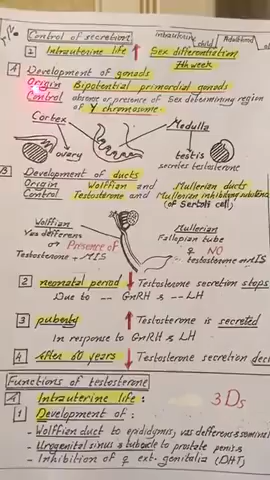 Control of secretion
Intrauterine child Adulthood
1 Intrauterine life ↑ Sex differentiation
7th week
A Development of gonads
Origin Bipotential primordial gonads
Control absence or presence of Sex determining region of Y chromosome
Cortex Medulla
ovary testis
secretes testosterone
B Development of ducts
Origin Wolffian and Mullerian ducts
Control Testosterone and Mullerian inhibiting substance
(of Sertoli cell)
Wolffian Mullerian
Vas deferens Fallopian tube
or Presence of & NO
Testosterone + MIS testosterone or MIS
2 neonatal period ↓ Testosterone secretion stops
Due to -- GnRH & -- LH
3 puberty ↑ Testosterone is secreted
In response to GnRH & LH
4 After 60 years ↓ Testosterone secretion
Functions of testosterone
A Intrauterine life : 3Ds
1 Development of :
- Wolffian duct to epididymis, vas deferens &
- Urogenital sinus & tubercle to prostate penis &
- Inhibition of ♀ ext. genitalia (DHT)